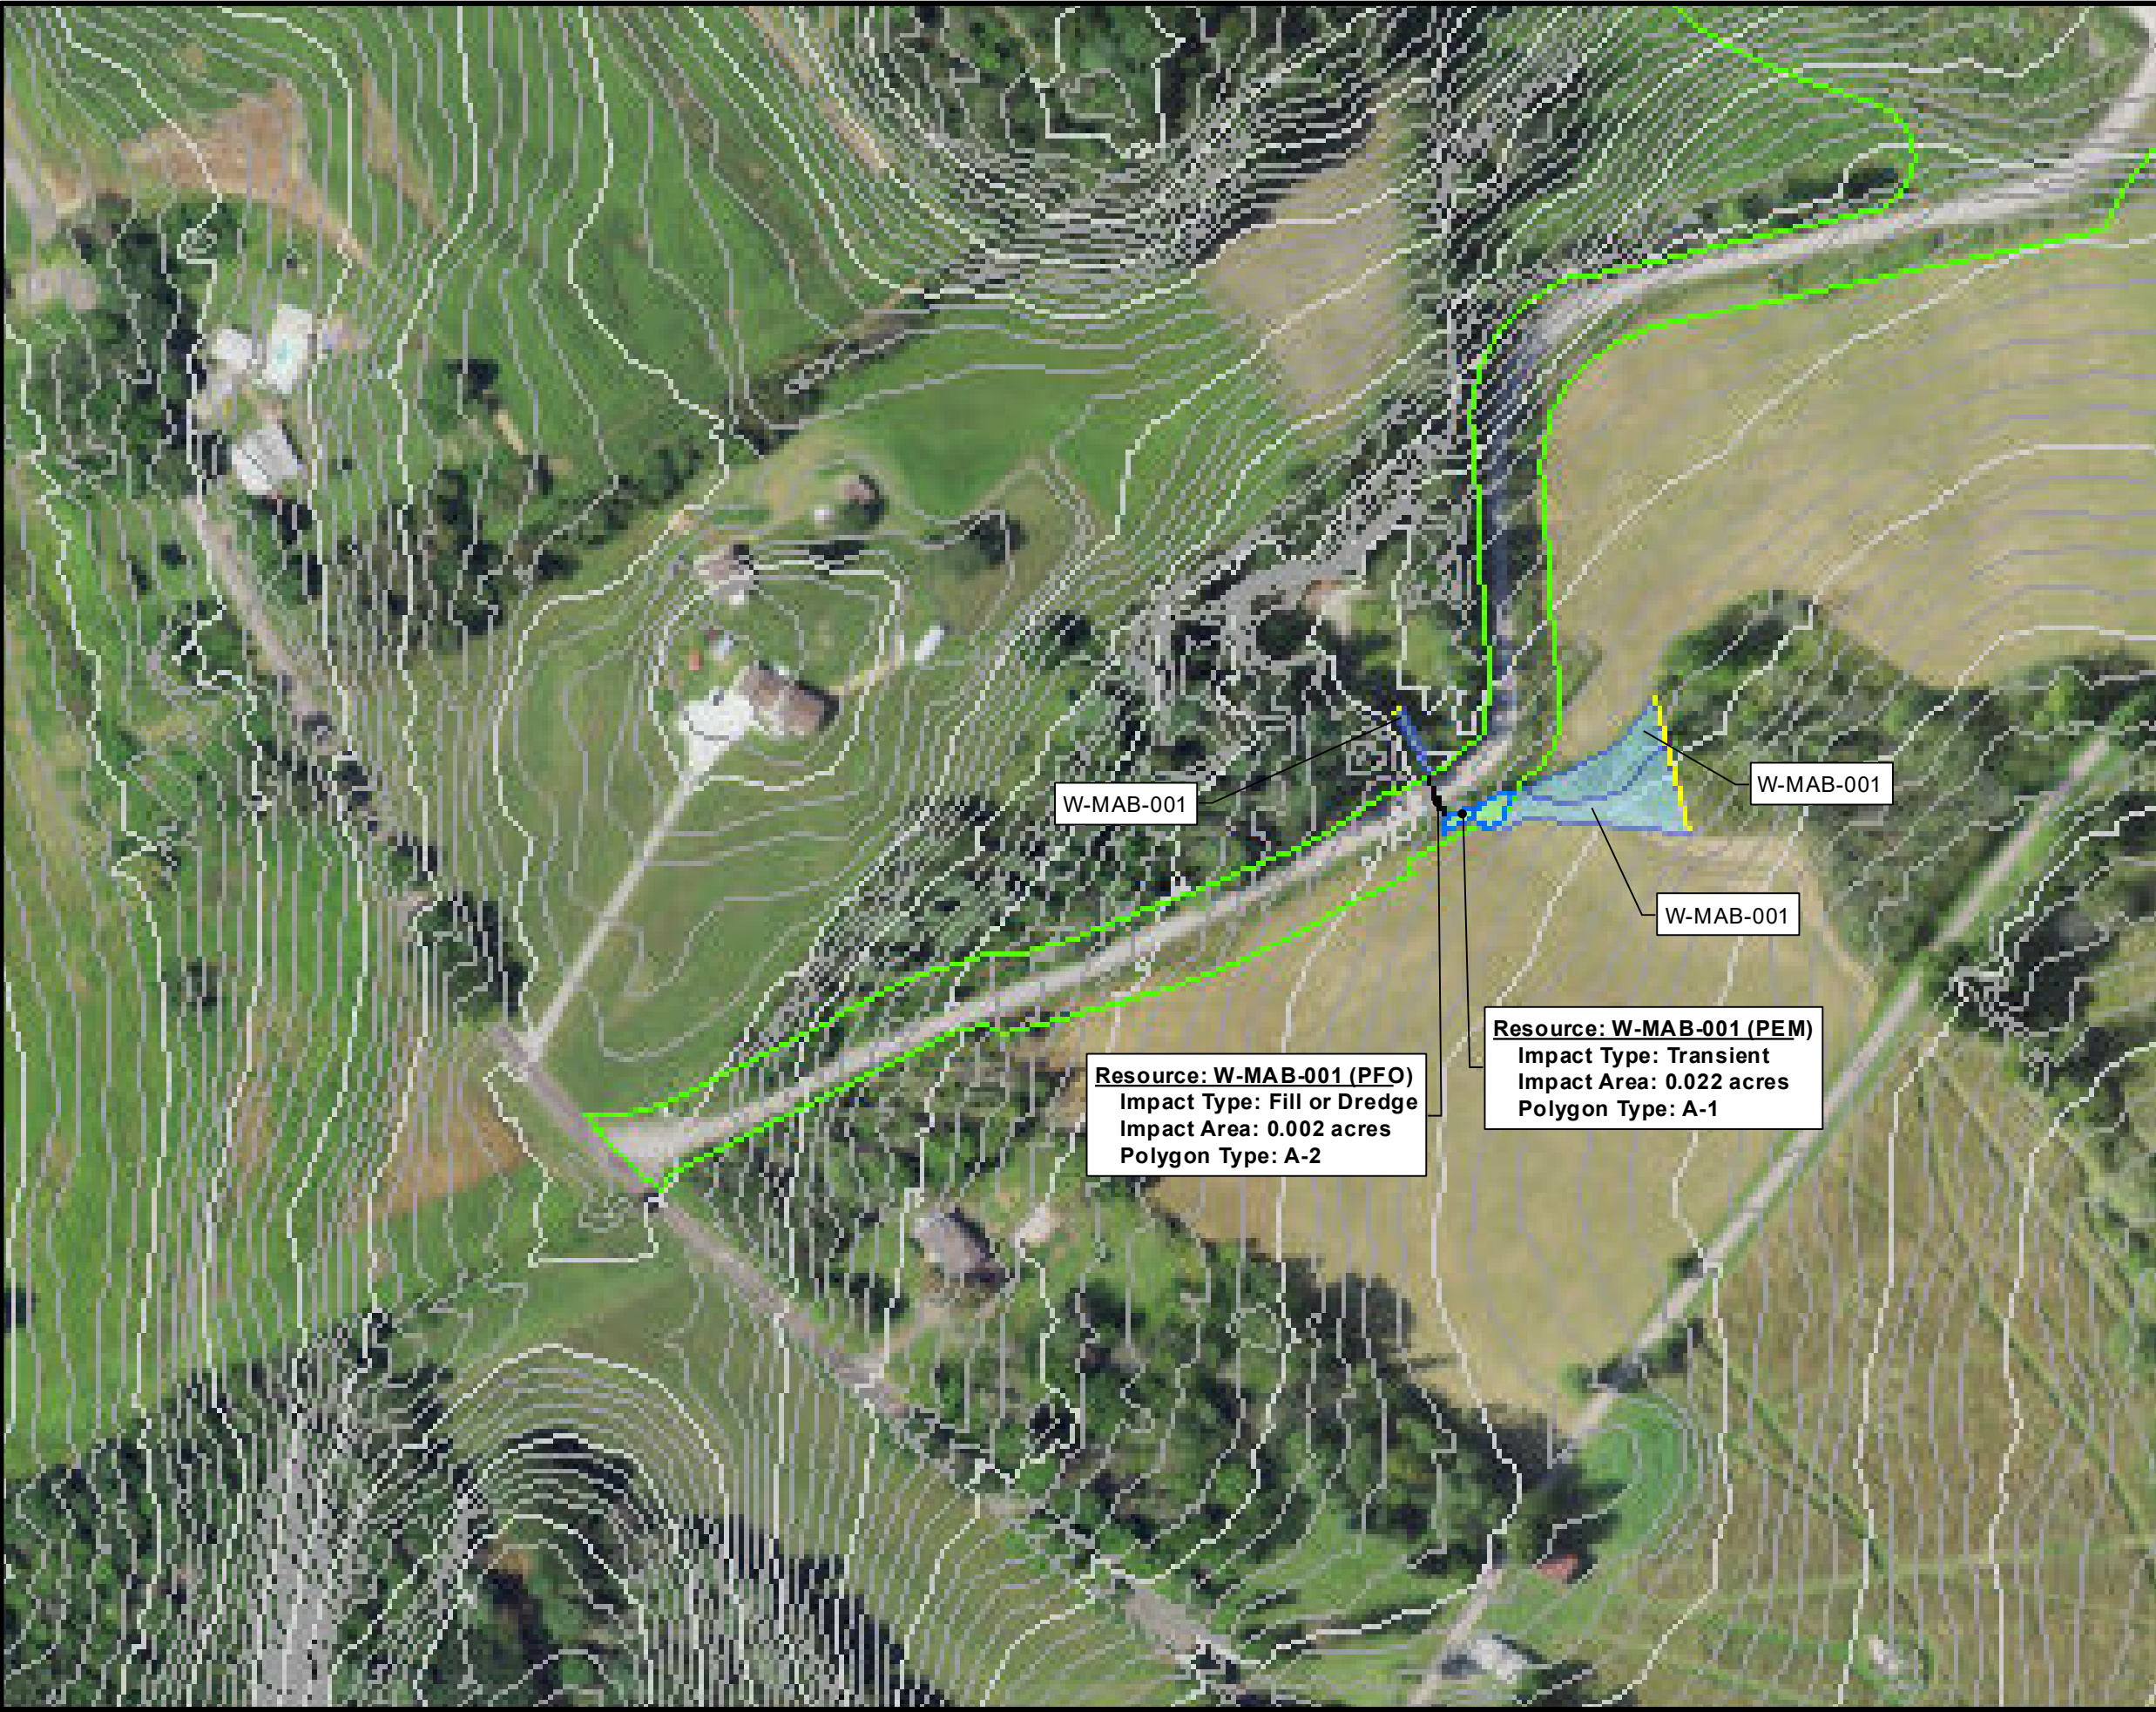 W-MAB-001
W-MAB-001
W-MAB-001
Resource: W-MAB-001 (PEM)
Impact Type: Transient
Impact Area: 0.022 acres
Polygon Type: A-1
Resource: W-MAB-001 (PFO)
Impact Type: Fill or Dredge
Impact Area: 0.002 acres
Polygon Type: A-2